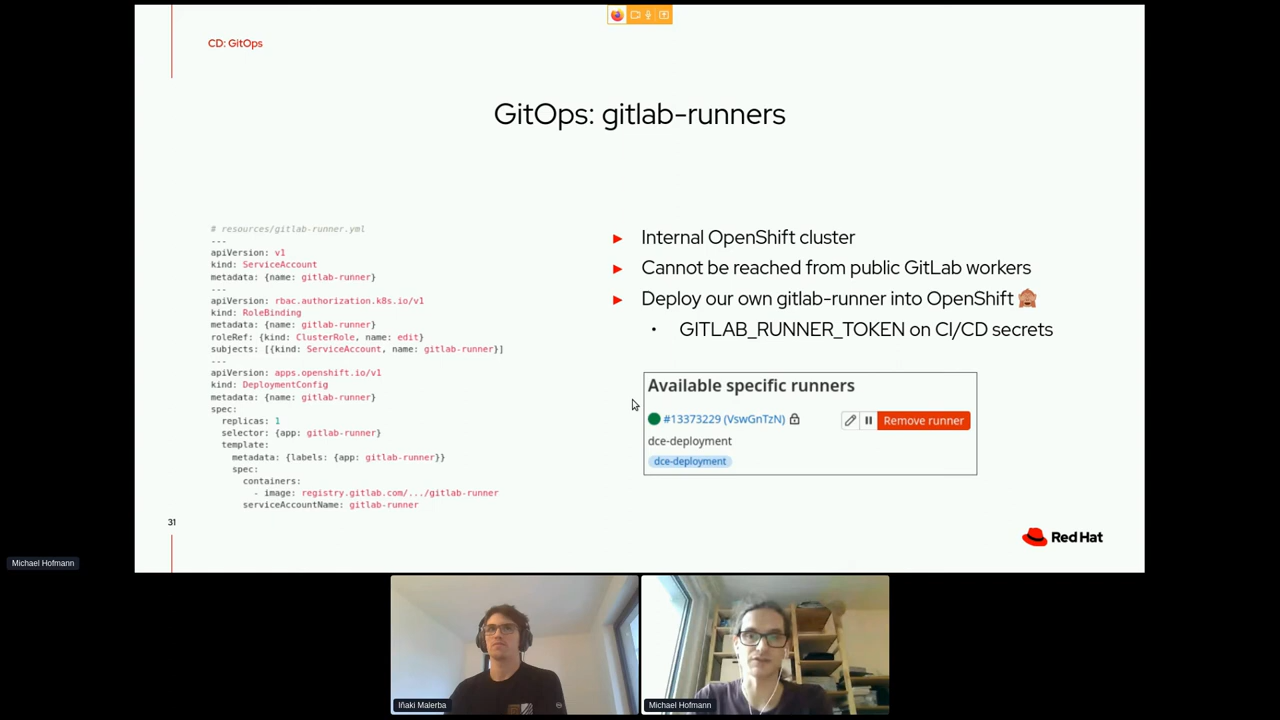 CD: GitOps
GitOps: gitlab-runners
# resources/gitlab-runner.yml
---
apiVersion: v1
kind: ServiceAccount
metadata: {name: gitlab-runner}
---
apiVersion: rbac.authorization.k8s.io/v1
kind: RoleBinding
metadata: {name: gitlab-runner}
roleRef: {kind: ClusterRole, name: edit}
subjects: [{kind: ServiceAccount, name: gitlab-runner}]
---
apiVersion: apps.openshift.io/v1
kind: DeploymentConfig
metadata: {name: gitlab-runner}
spec:
  replicas: 1
  selector: {app: gitlab-runner}
  template:
    metadata: {labels: {app: gitlab-runner}}
    spec:
      containers:
        - image: registry.gitlab.com/.../gitlab-runner
      serviceAccountName: gitlab-runner
► Internal OpenShift cluster
► Cannot be reached from public GitLab workers
► Deploy our own gitlab-runner into OpenShift 🙈
• GITLAB_RUNNER_TOKEN on CI/CD secrets
Available specific runners
#13373229 (VswGnTzN)
Remove runner
dce-deployment
dce-deployment
31
Red Hat
Michael Hofmann
Iñaki Malerba
Michael Hofmann